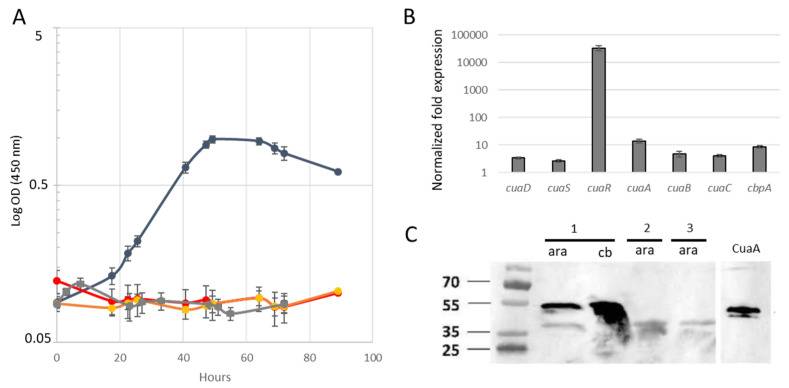 A
Log OD (450 nm)
5
0.5
0.05
0 20 40 60 80 100
Hours
B
Normalized fold expression
100000
10000
1000
100
10
1
cuaD cuaS cuaR cuaA cuaB cuaC cbpA
C
1 2 3
ara cb ara ara CuaA
70
55
35
25